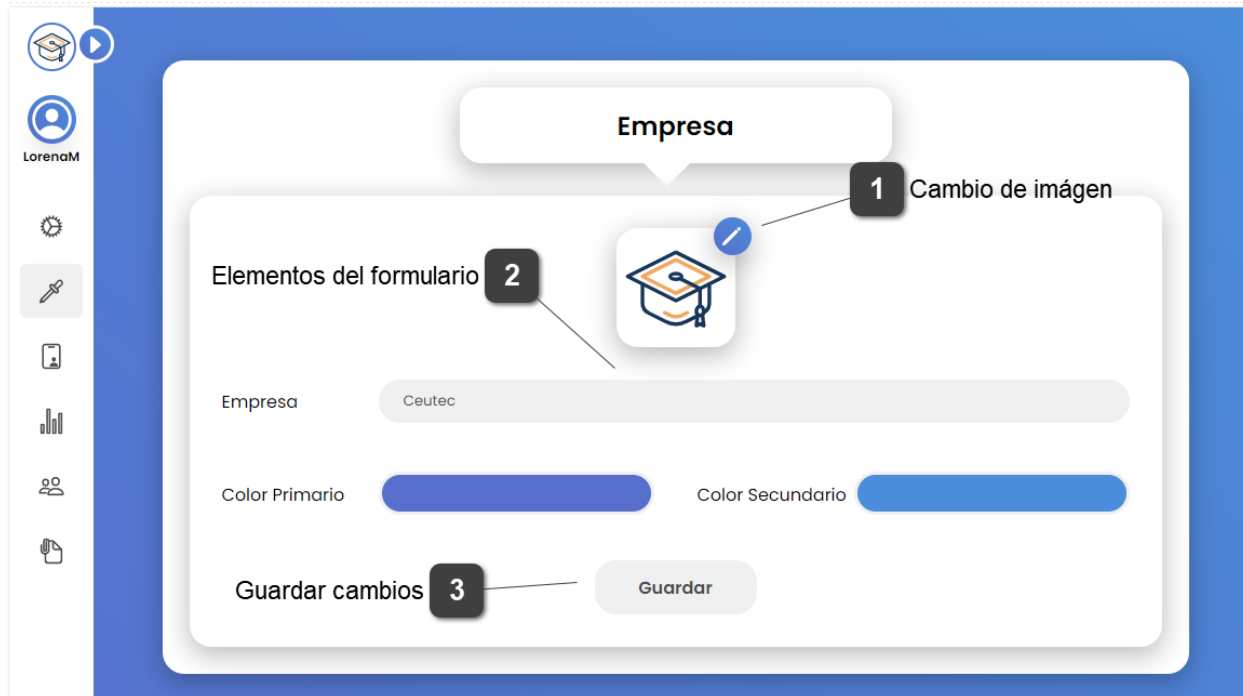 LorenaM
Empresa
1 Cambio de imágen
Elementos del formulario 2
Empresa Ceutec
Color Primario Color Secundario
Guardar cambios 3 Guardar